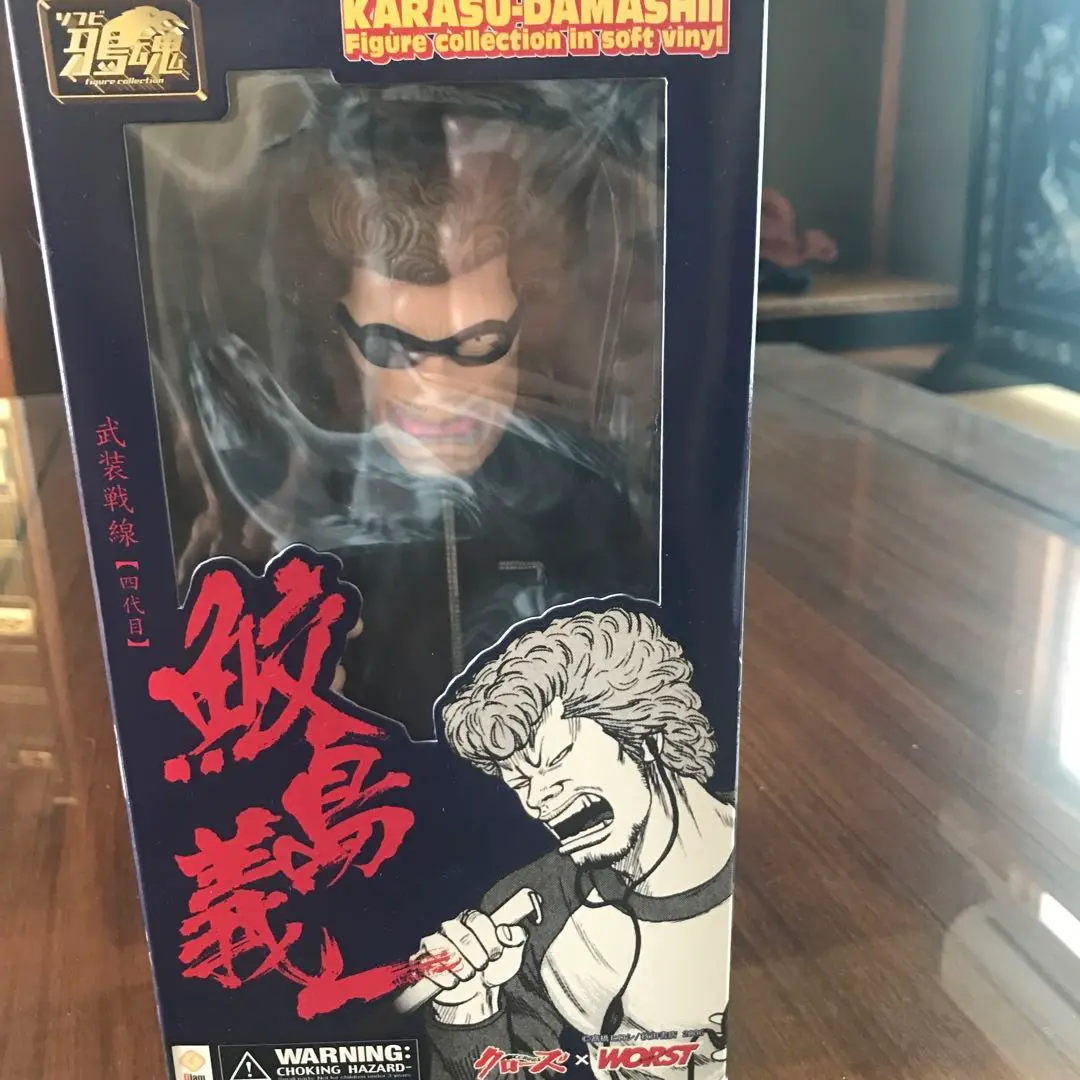 ソフビ
鴉魂
figure collection
KARASU-DAMASHII
Figure collection in soft vinyl
武装戦線【四代目】
鮫島義一
WARNING:
CHOKING HAZARD-
クローズ×WORST